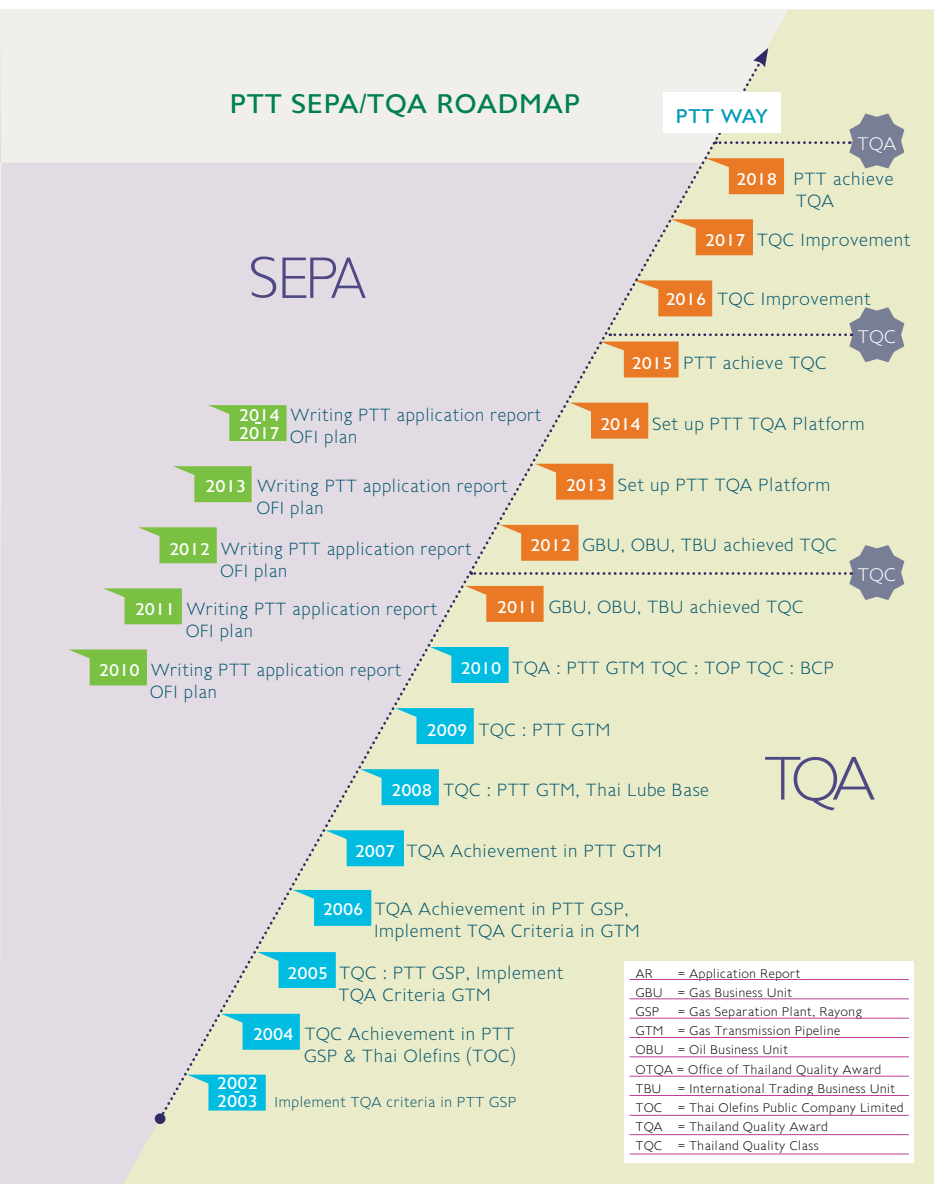 PTT SEPA/TQA ROADMAP
PTT WAY
TQA
2018 PTT achieve
TQA
2017 TQC Improvement
SEPA
2016 TQC Improvement
TQC
2015 PTT achieve TQC
2014-2017 Writing PTT application report
OFI plan
2014 Set up PTT TQA Platform
2013 Writing PTT application report
OFI plan
2013 Set up PTT TQA Platform
2012 Writing PTT application report
OFI plan
2012 GBU, OBU, TBU achieved TQC
TQC
2011 Writing PTT application report
OFI plan
2011 GBU, OBU, TBU achieved TQC
2010 Writing PTT application report
OFI plan
2010 TQA : PTT GTM TQC : TOP TQC : BCP
2009 TQC : PTT GTM
TQA
2008 TQC : PTT GTM, Thai Lube Base
2007 TQA Achievement in PTT GTM
2006 TQA Achievement in PTT GSP,
Implement TQA Criteria in GTM
2005 TQC : PTT GSP, Implement
TQA Criteria GTM
2004 TQC Achievement in PTT
GSP & Thai Olefins (TOC)
2002-2003 Implement TQA criteria in PTT GSP
AR = Application Report
GBU = Gas Business Unit
GSP = Gas Separation Plant, Rayong
GTM = Gas Transmission Pipeline
OBU = Oil Business Unit
OTQA = Office of Thailand Quality Award
TBU = International Trading Business Unit
TOC = Thai Olefins Public Company Limited
TQA = Thailand Quality Award
TQC = Thailand Quality Class